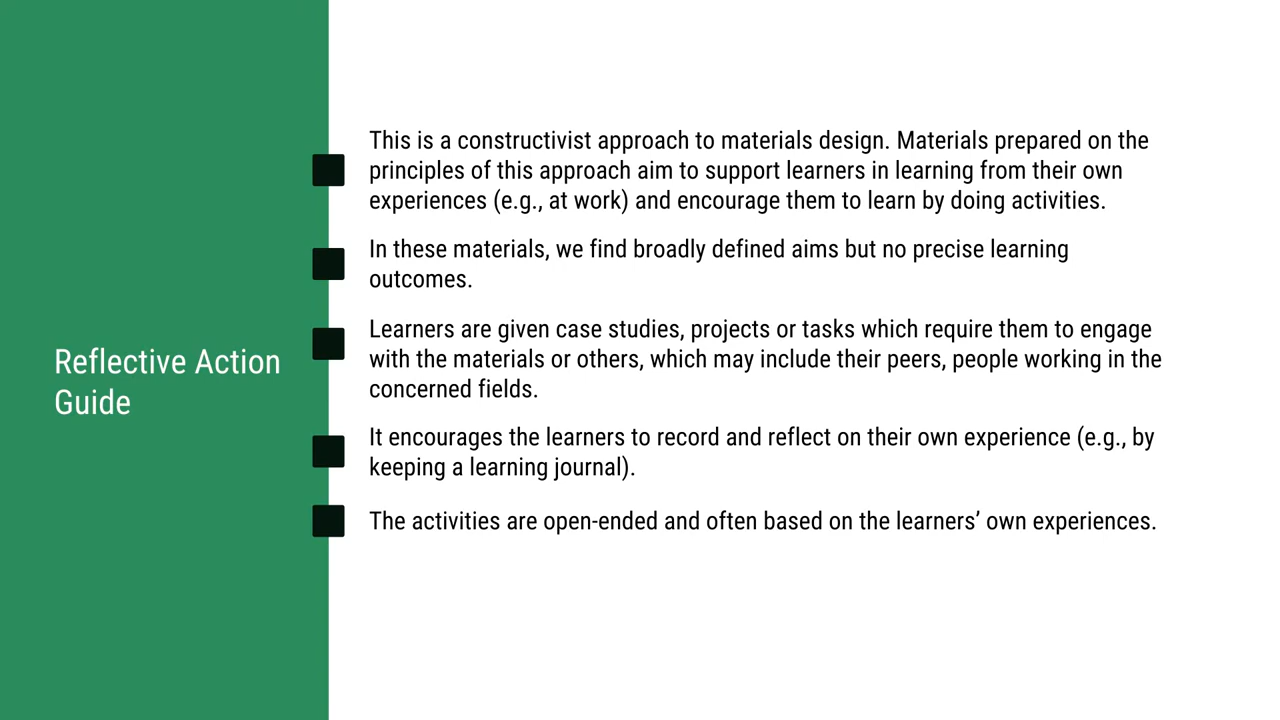 Reflective Action
Guide
This is a constructivist approach to materials design. Materials prepared on the
principles of this approach aim to support learners in learning from their own
experiences (e.g., at work) and encourage them to learn by doing activities.
In these materials, we find broadly defined aims but no precise learning
outcomes.
Learners are given case studies, projects or tasks which require them to engage
with the materials or others, which may include their peers, people working in the
concerned fields.
It encourages the learners to record and reflect on their own experience (e.g., by
keeping a learning journal).
The activities are open-ended and often based on the learners’ own experiences.